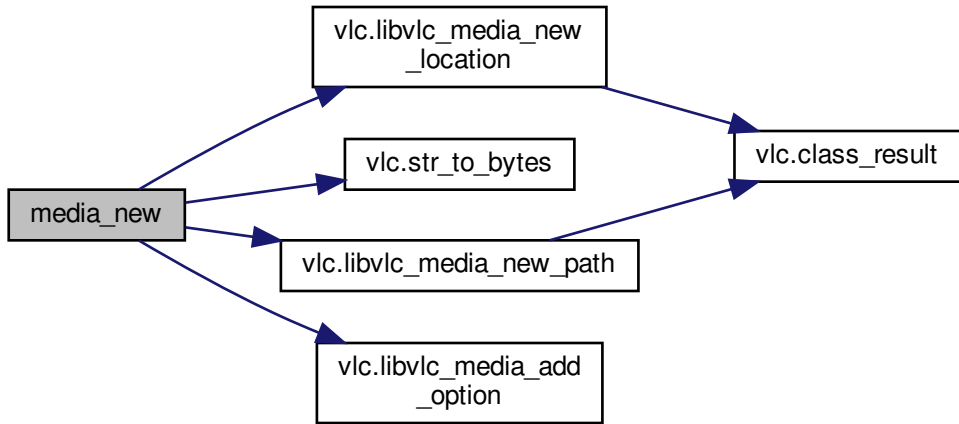 media_new
vlc.libvlc_media_new
_location
vlc.str_to_bytes
vlc.libvlc_media_new_path
vlc.libvlc_media_add
_option
vlc.class_result